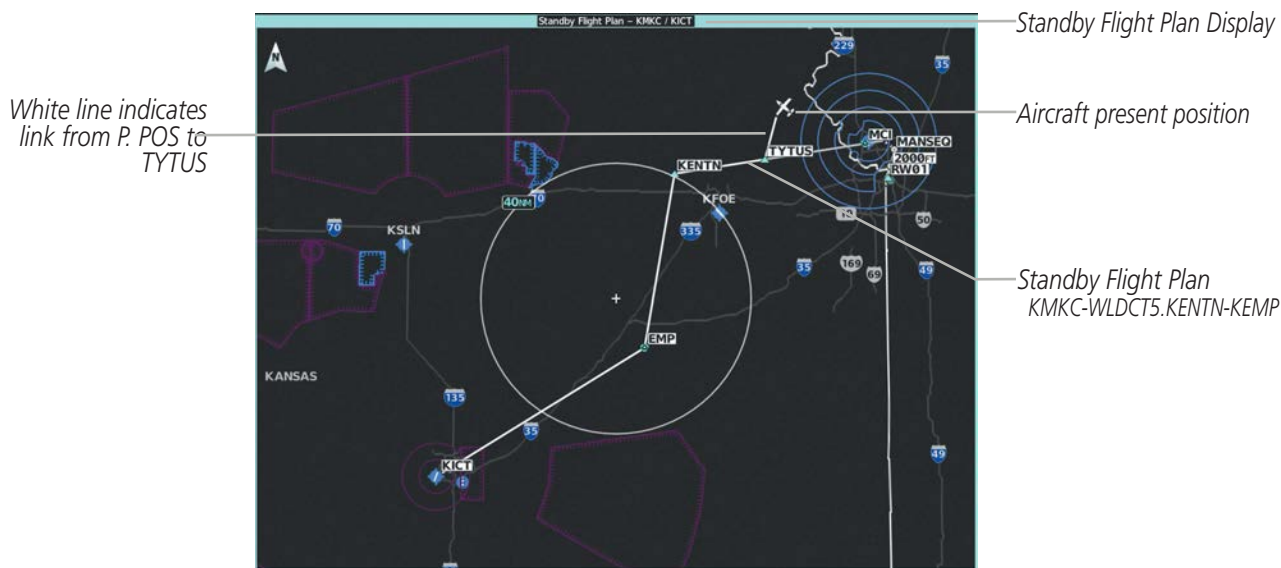 Standby Flight Plan – KMKC / KICT
Standby Flight Plan Display
N
229
35
White line indicates
link from P. POS to
TYTUS
Aircraft present position
MCI
MANSEQ
TYTUS
2000FT
RW01
KENTN
40NM
KFOE
50
70
KSLN
335
35
169
69
49
Standby Flight Plan
KMKC-WLDCT5.KENTN-KEMP
EMP
KANSAS
135
35
49
KICT